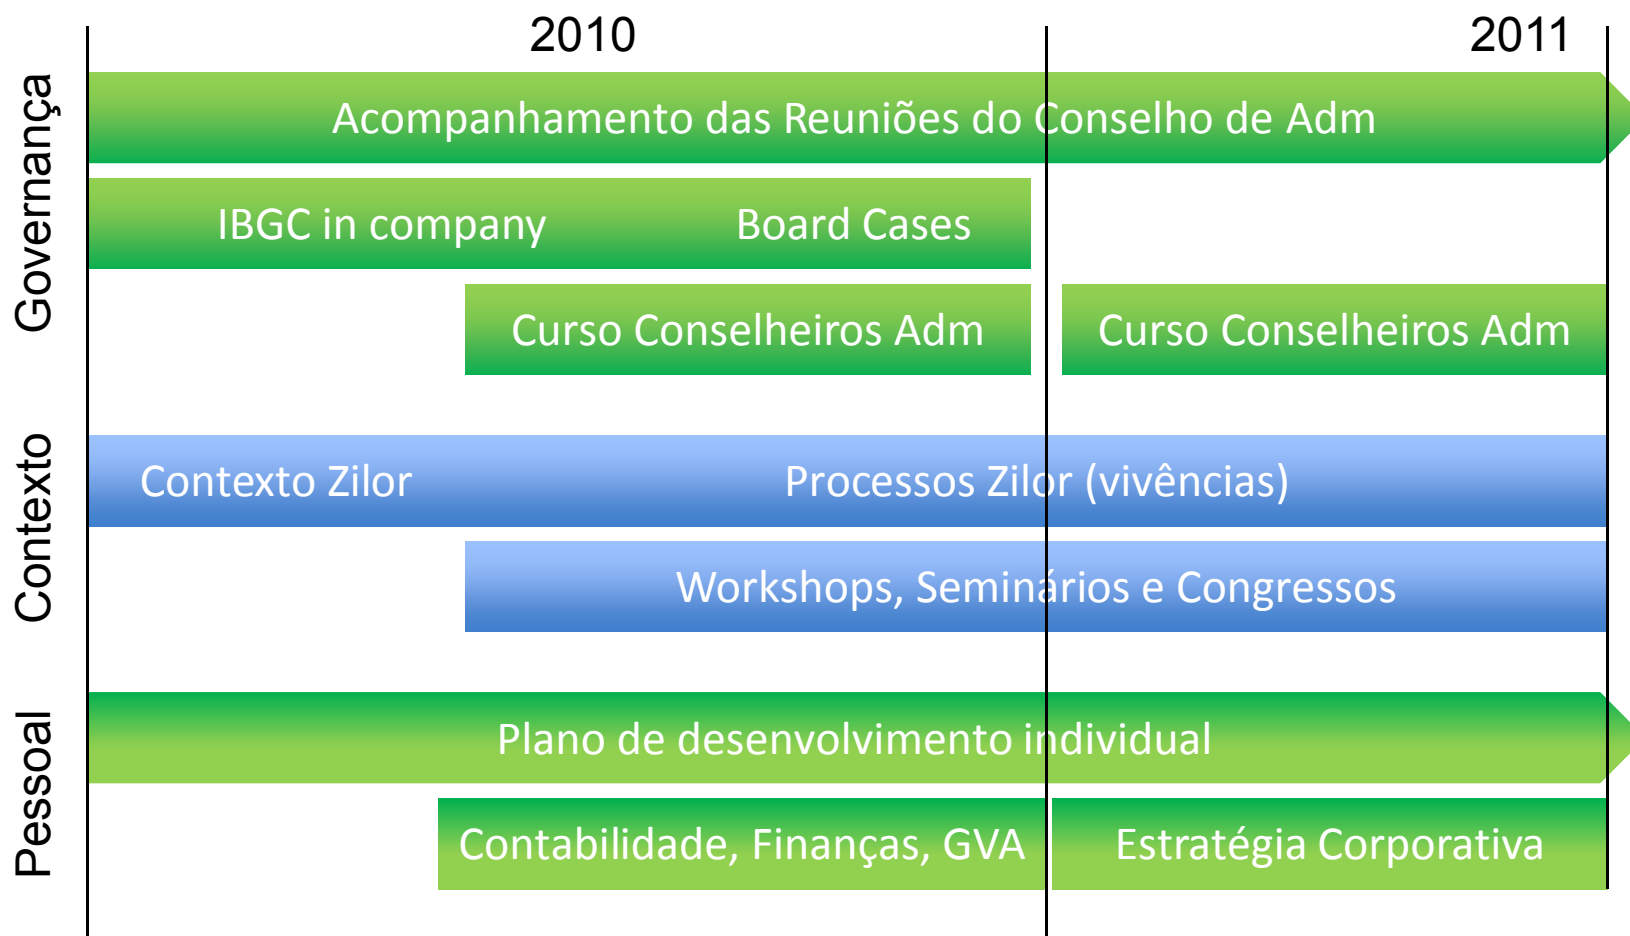 2010
2011
Governança
Acompanhamento das Reuniões do Conselho de Adm
IBGC in company
Board Cases
Curso Conselheiros Adm
Curso Conselheiros Adm
Contexto
Contexto Zilor
Processos Zilor (vivências)
Workshops, Seminários e Congressos
Pessoal
Plano de desenvolvimento individual
Contabilidade, Finanças, GVA
Estratégia Corporativa